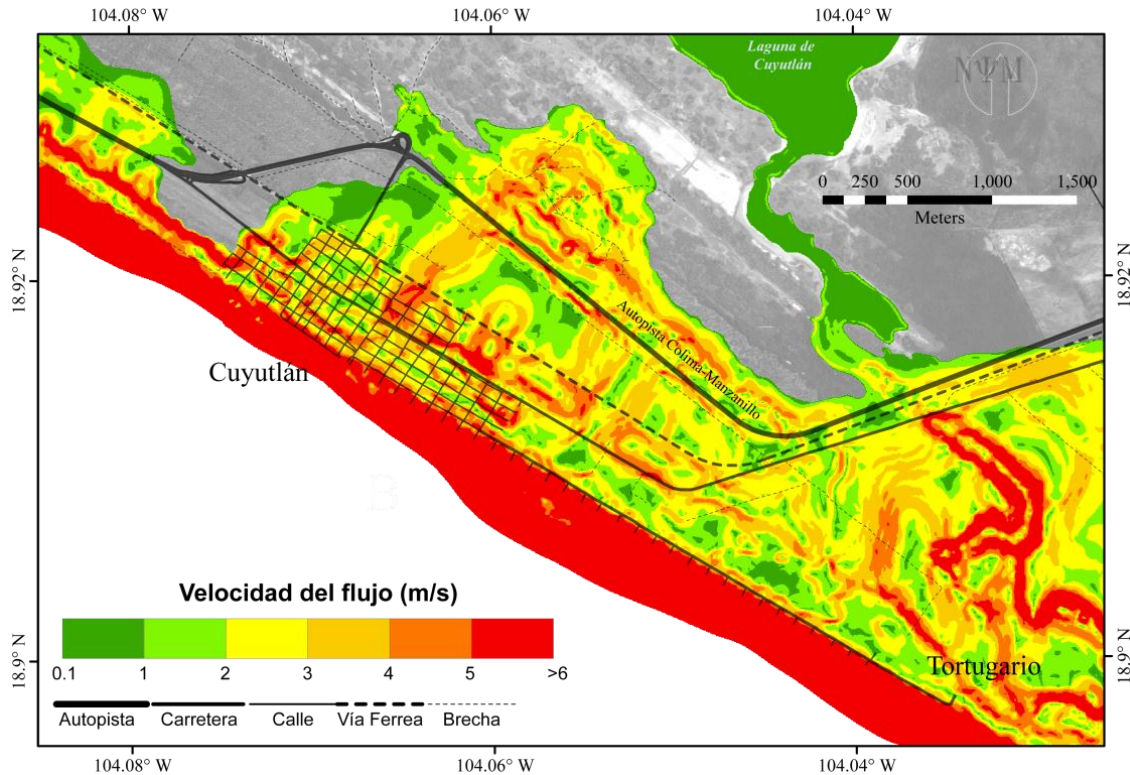 104.08° W
104.06° W
104.04° W
Laguna de
Cuyutlán
NM
0 250 500 1,000 1,500
Meters
18.92° N
18.92° N
Autopista Colima-Manzanillo
Cuyutlán
B
Velocidad del flujo (m/s)
0.1 1 2 3 4 5 >6
Autopista Carretera Calle Vía Ferrea Brecha
Tortugario
18.9° N
18.9° N
104.08° W
104.06° W
104.04° W